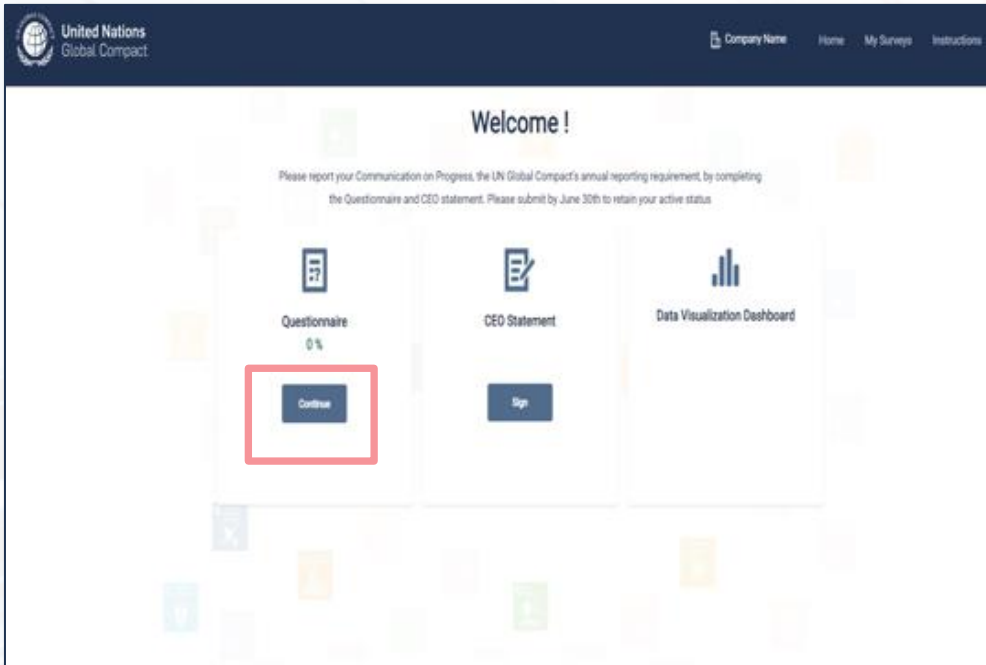 United Nations
Global Compact
Company Name
Home
My Surveys
Instructions
Welcome !
Please report your Communication on Progress, the UN Global Compact's annual reporting requirement, by completing
the Questionnaire and CEO statement. Please submit by June 30th to retain your active status
Questionnaire
0 %
Continue
CEO Statement
Sign
Data Visualization Dashboard